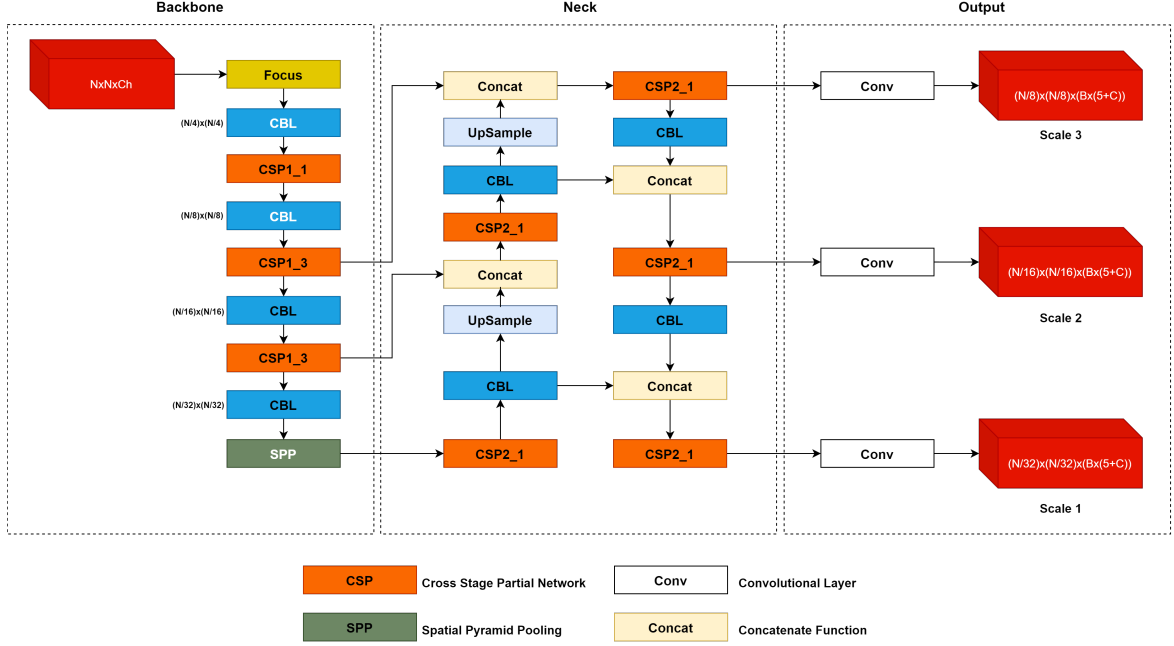 Backbone
NxNxCh
Focus
(N/4)x(N/4)
CBL
CSP1_1
(N/8)x(N/8)
CBL
CSP1_3
(N/16)x(N/16)
CBL
CSP1_3
(N/32)x(N/32)
CBL
SPP
Neck
Concat
UpSample
CBL
CSP2_1
Concat
UpSample
CBL
CSP2_1
CSP2_1
CBL
Concat
CSP2_1
CBL
Concat
CSP2_1
Output
Conv
(N/8)x(N/8)x(Bx(5+C))
Scale 3
Conv
(N/16)x(N/16)x(Bx(5+C))
Scale 2
Conv
(N/32)x(N/32)x(Bx(5+C))
Scale 1
CSP
Cross Stage Partial Network
Conv
Convolutional Layer
SPP
Spatial Pyramid Pooling
Concat
Concatenate Function